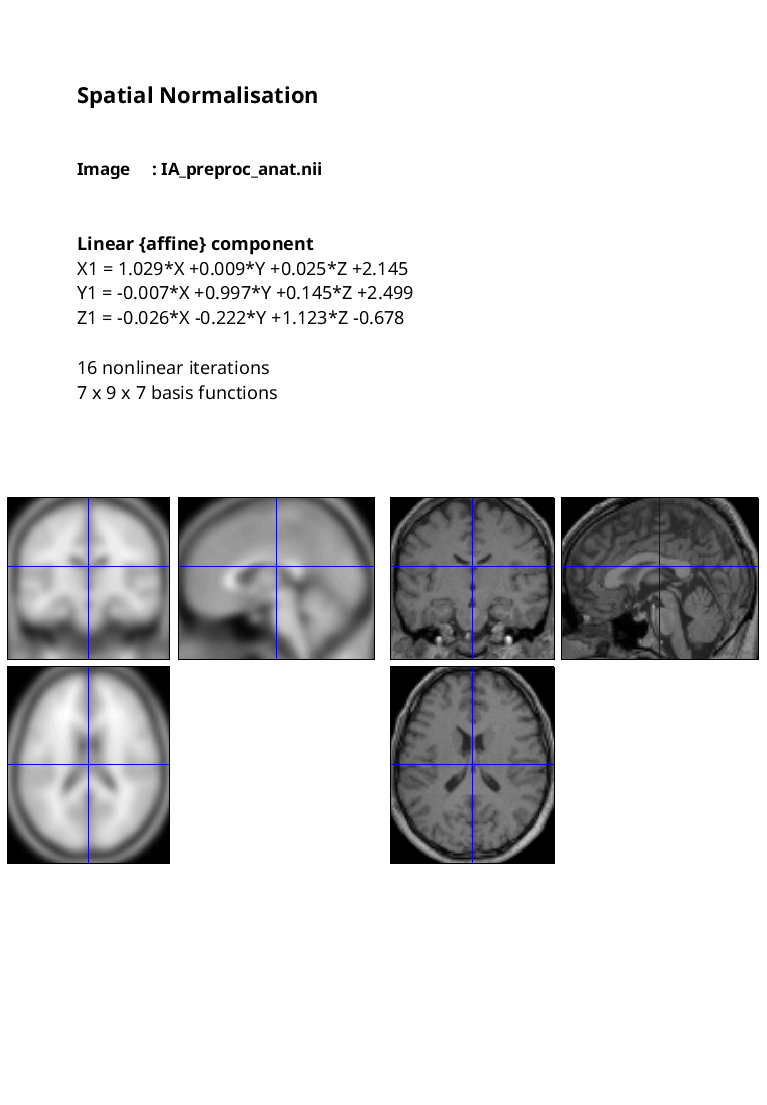 Spatial Normalisation
Image : IA_preproc_anat.nii
Linear {affine} component
X1 = 1.029*X +0.009*Y +0.025*Z +2.145
Y1 = -0.007*X +0.997*Y +0.145*Z +2.499
Z1 = -0.026*X -0.222*Y +1.123*Z -0.678
16 nonlinear iterations
7 x 9 x 7 basis functions